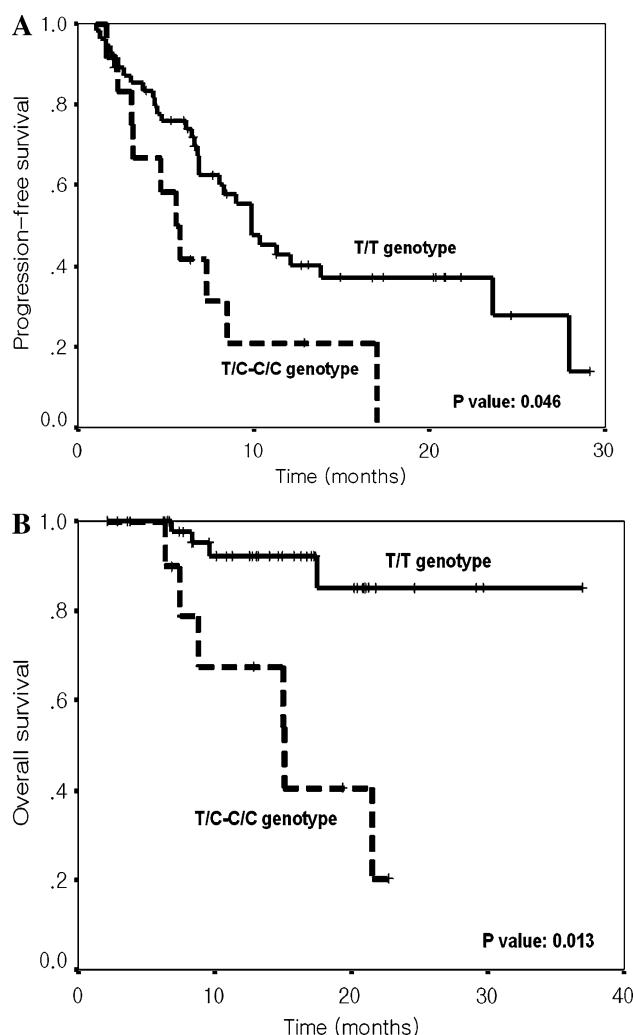 A
1.0
.8
.6
.4
.2
0.0
Progression-free survival
T/T genotype
T/C-C/C genotype
P value: 0.046
0 10 20 30
Time (months)
B
1.0
.8
.6
.4
.2
0.0
Overall survival
T/T genotype
T/C-C/C genotype
P value: 0.013
0 10 20 30 40
Time (months)